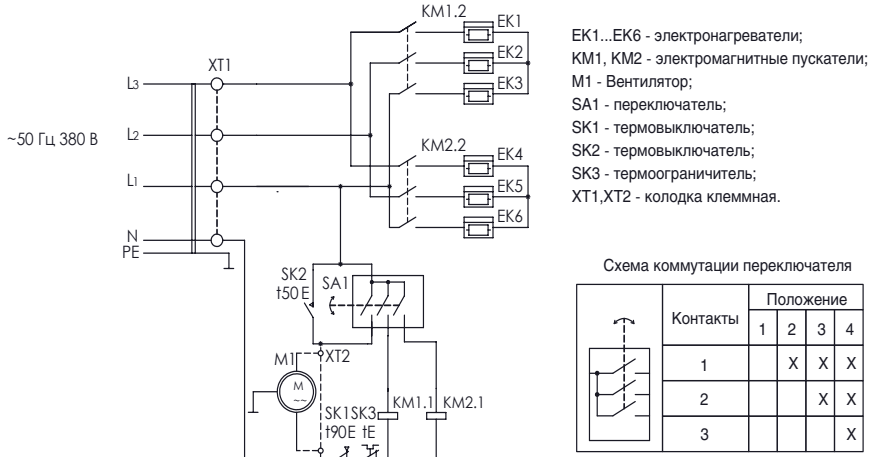 KM1.2
EK1
EK2
EK3
XT1
L3
L2
L1
N
PE
~50 Гц 380 В
KM2.2
EK4
EK5
EK6
SK2
t50 E
SA1
M1
XT2
M
~~
SK1 SK3
t90E tE
KM1.1
KM2.1
EK1...EK6 - электронагреватели;
KM1, KM2 - электромагнитные пускатели;
M1 - Вентилятор;
SA1 - переключатель;
SK1 - термовыключатель;
SK2 - термовыключатель;
SK3 - термоограничитель;
XT1,XT2 - колодка клеммная.
Схема коммутации переключателя
Контакты Положение
1 2 3 4
1 X X X
2 X X
3 X